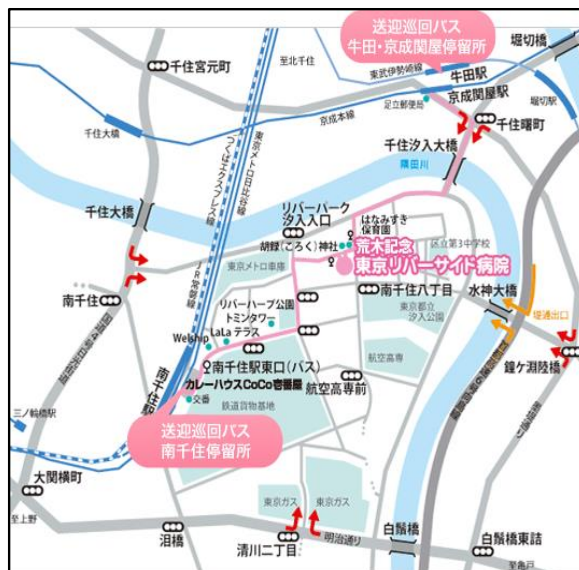 送迎巡回バス
牛田・京成関屋停留所
堀切橋
千住宮元町
至北千住
東武伊勢崎線
牛田駅
京成関屋駅
足立郵便局
堀切駅
千住大橋
京成本線
千住曙町
東京メトロ日比谷線
つくばエクスプレス線
千住汐入大橋
隅田川
千住大橋
リバーパーク
汐入入口
はなみずき
保育園
胡録(ころく)神社
区立第3中学校
荒木記念
東京リバーサイド病院
東京メトロ車庫
JR常磐線
南千住
南千住八丁目
水神大橋
リバーハープ公園
トミンタワー
東京都立
汐入公園
堤通出口
LaLa テラス
Welship
南千住駅東口(バス)
航空高専
鐘ヶ淵陸橋
カレーハウスCoCo壱番屋
航空高専前
南千住駅
交番
鉄道貨物基地
三ノ輪橋駅
送迎巡回バス
南千住停留所
大関横町
東京ガス
東京ガス
至上野
泪橋
清川二丁目
明治通り
白鬚橋
白鬚橋東詰
至亀戸